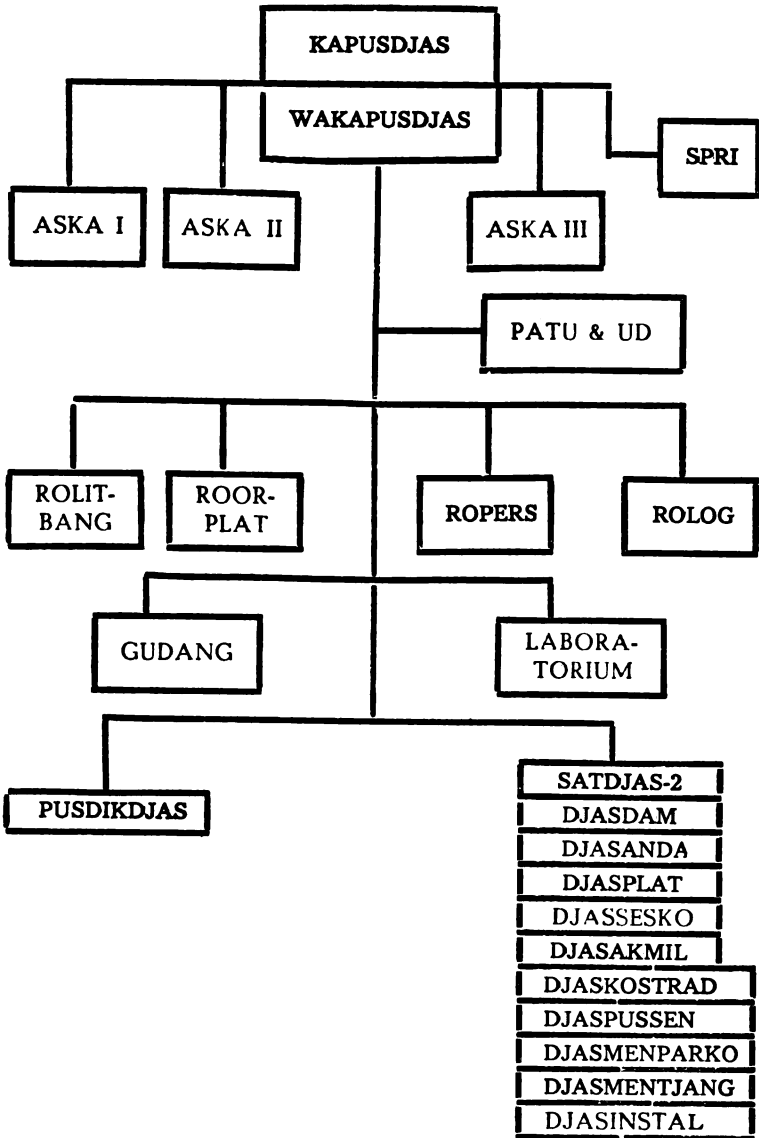 KAPUSDJAS
WAKAPUSDJAS
SPRI
ASKA I
ASKA II
ASKA III
PATU & UD
ROLIT-
BANG
ROOR-
PLAT
ROPERS
ROLOG
GUDANG
LABORA-
TORIUM
PUSDIKDJAS
SATDJAS-2
DJASDAM
DJASANDA
DJASPLAT
DJASSESKO
DJASAKMIL
DJASKOSTRAD
DJASPUSSEN
DJASMENPARKO
DJASMENTJANG
DJASINSTAL